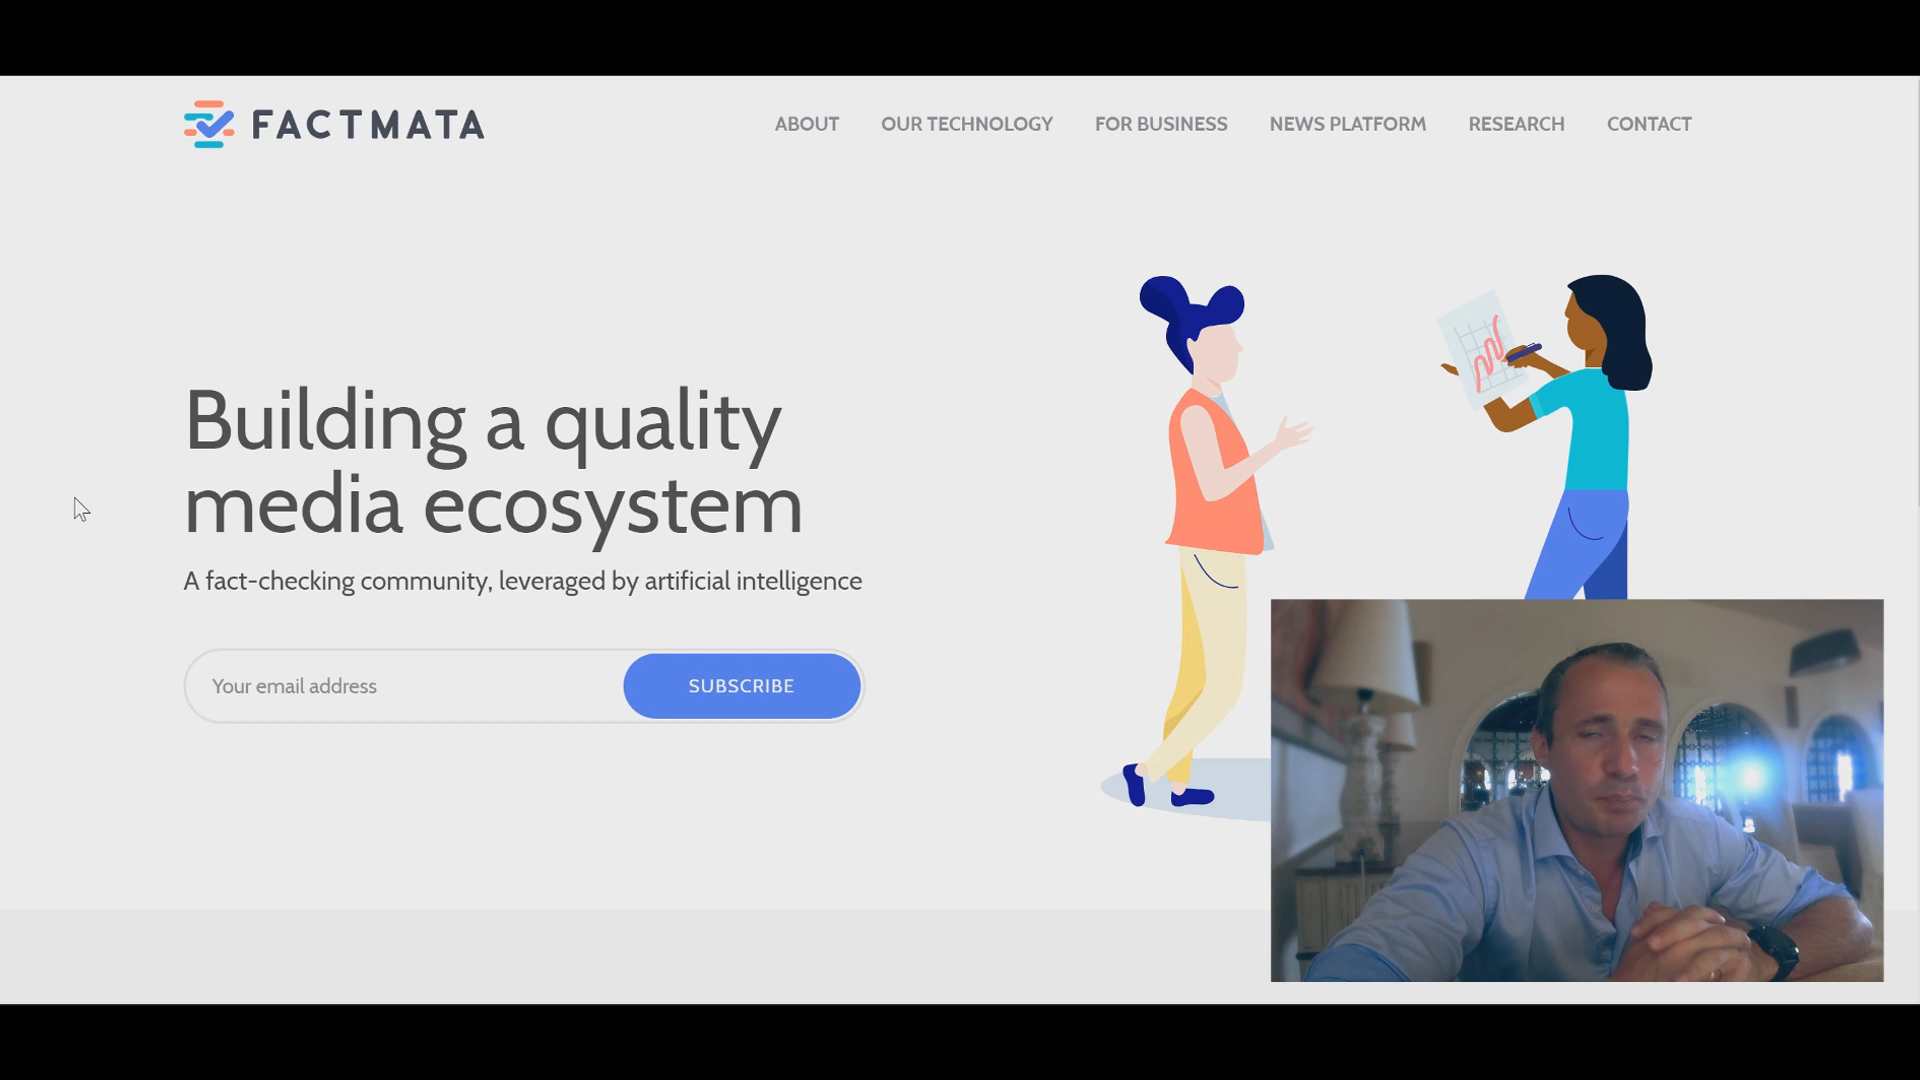 FACTMATA
ABOUT OUR TECHNOLOGY FOR BUSINESS NEWS PLATFORM RESEARCH CONTACT
Building a quality
media ecosystem
A fact-checking community, leveraged by artificial intelligence
Your email address SUBSCRIBE